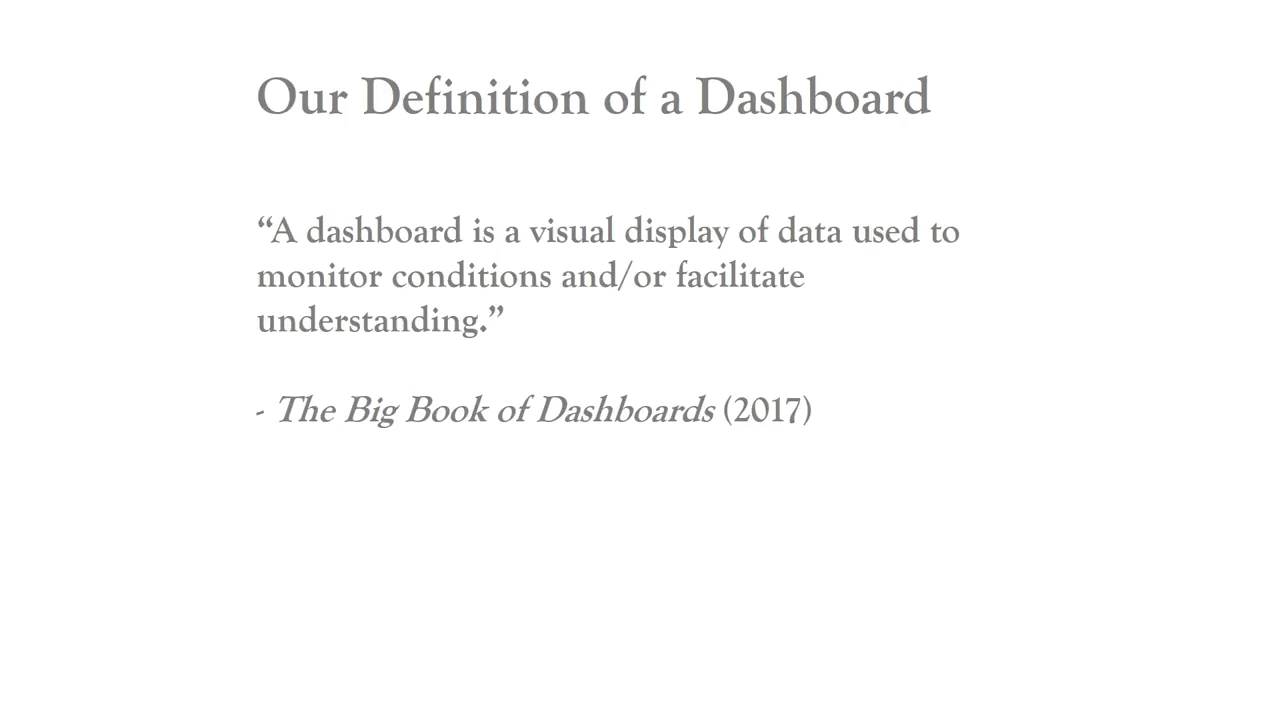 Our Definition of a Dashboard
“A dashboard is a visual display of data used to
monitor conditions and/or facilitate
understanding.”
- The Big Book of Dashboards (2017)